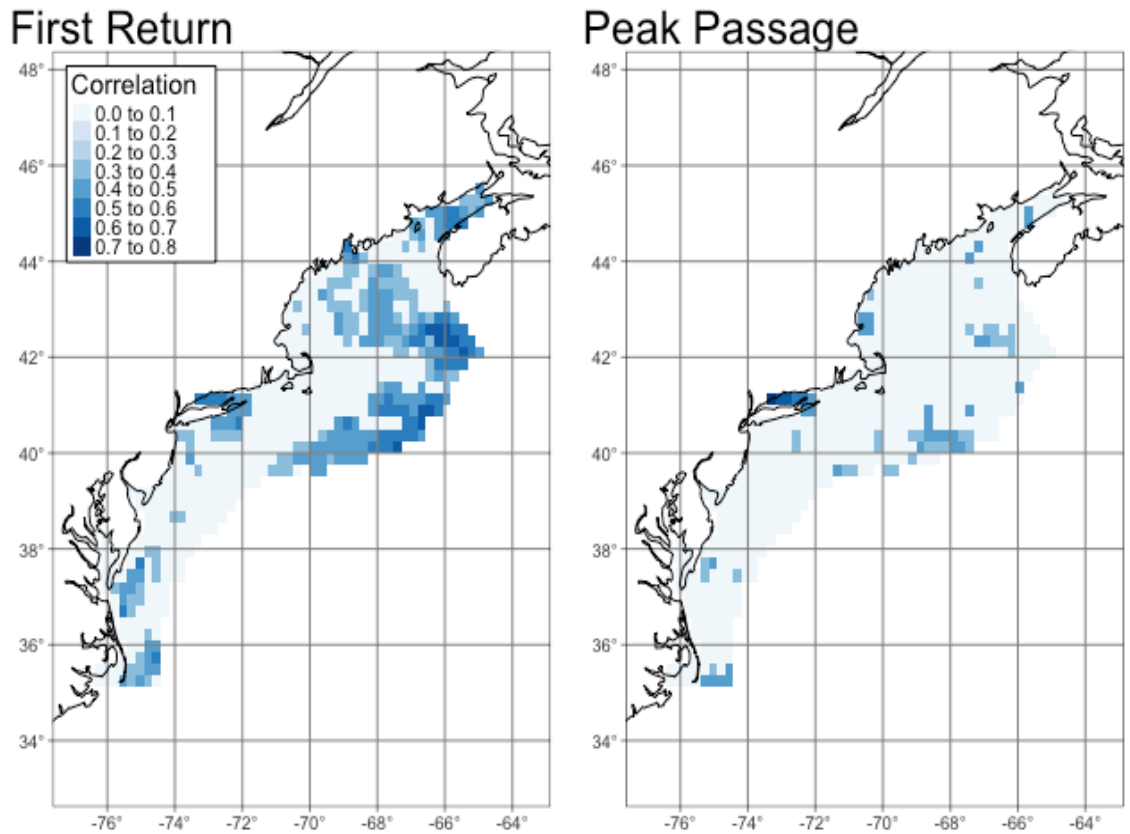 First Return
Peak Passage
Correlation
0.0 to 0.1
0.1 to 0.2
0.2 to 0.3
0.3 to 0.4
0.4 to 0.5
0.5 to 0.6
0.6 to 0.7
0.7 to 0.8
48°
46°
44°
42°
40°
38°
36°
34°
-76° -74° -72° -70° -68° -66° -64°
48°
46°
44°
42°
40°
38°
36°
34°
-76° -74° -72° -70° -68° -66° -64°